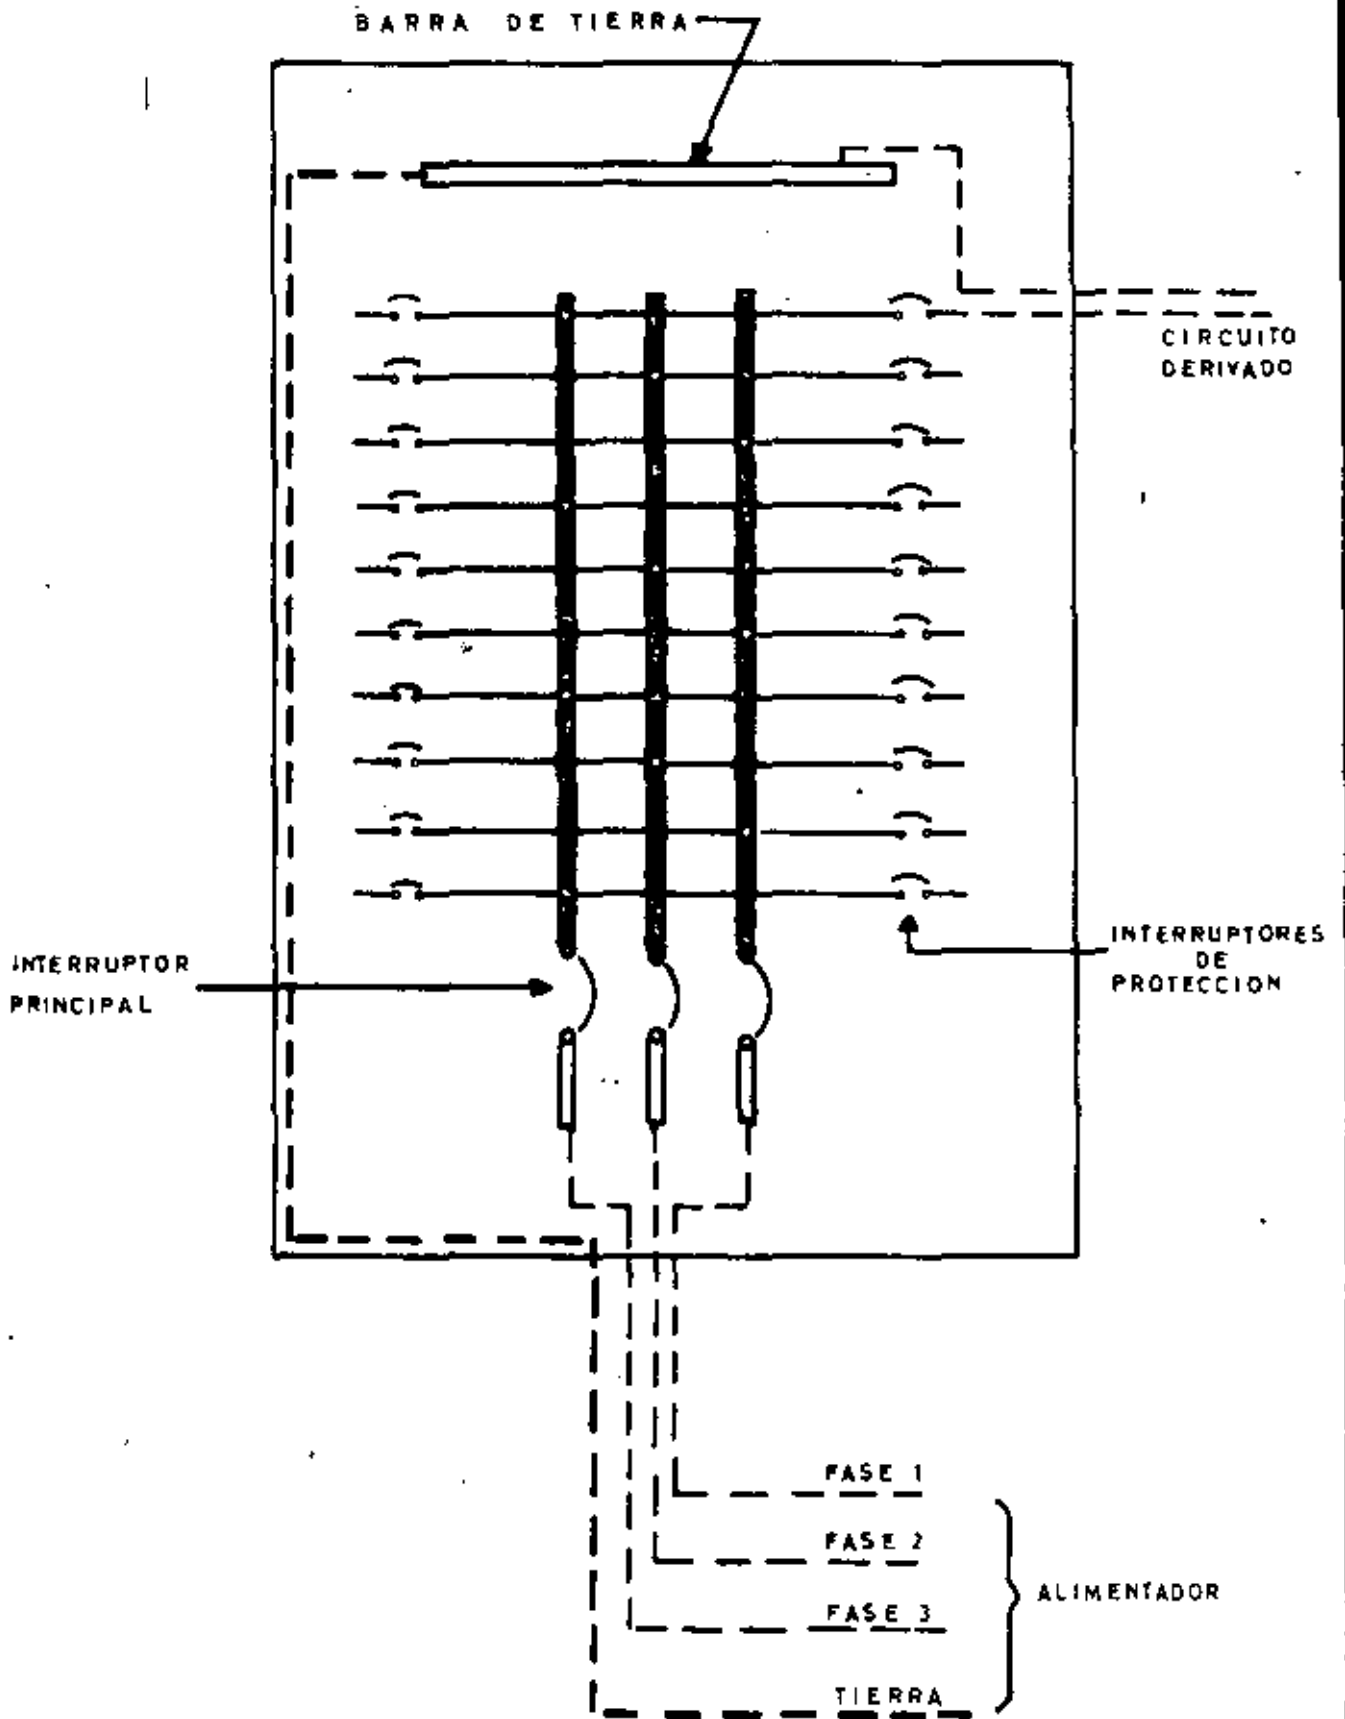 BARRA DE TIERRA
CIRCUITO
DERIVADO
INTERRUPTOR
PRINCIPAL
INTERRUPTORES
DE
PROTECCION
FASE 1
FASE 2
FASE 3
ALIMENTADOR
TIERRA